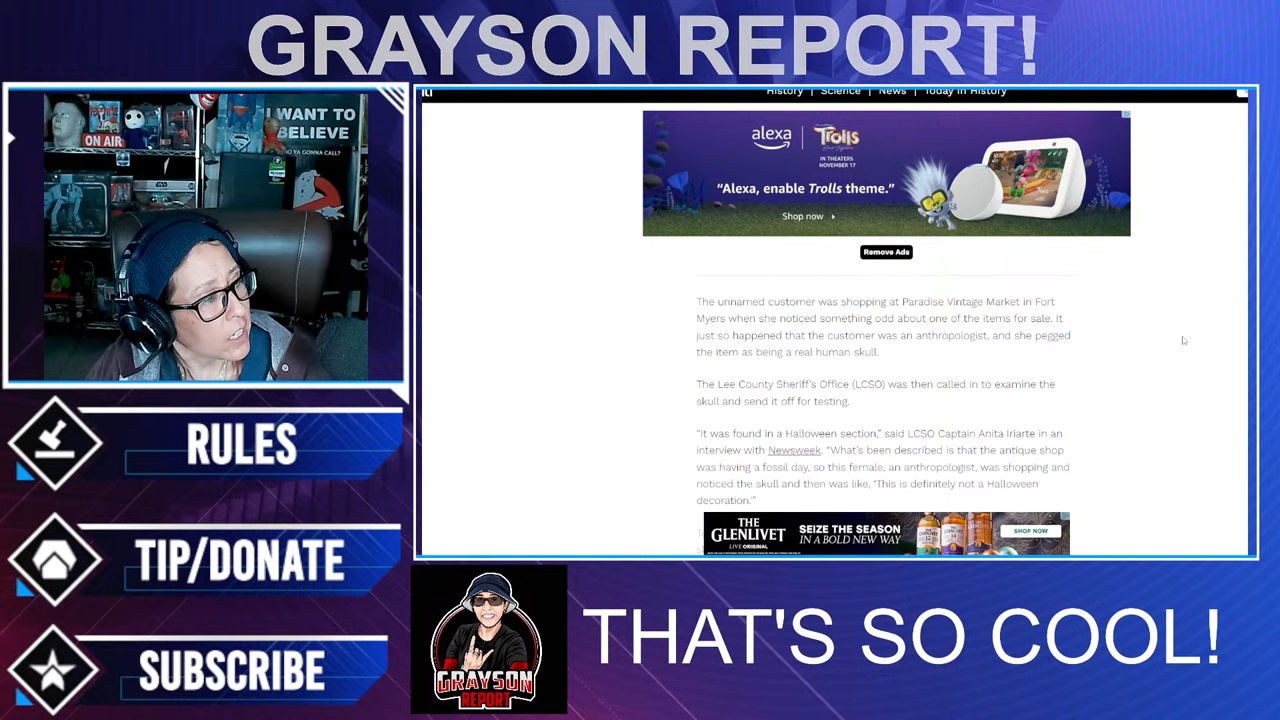 GRAYSON REPORT!
ON AIR
I WANT TO
BELIEVE
YA GONNA CALL?
History | Science | News | Today in History
alexa | Trolls
IN THEATERS
NOVEMBER 17
“Alexa, enable Trolls theme.”
Shop now
Remove Ads
The unnamed customer was shopping at Paradise Vintage Market in Fort
Myers when she noticed something odd about one of the items for sale. It
just so happened that the customer was an anthropologist, and she pegged
the item as being a real human skull.
The Lee County Sheriff’s Office (LCSO) was then called in to examine the
skull and send it off for testing.
“It was found in a Halloween section,” said LCSO Captain Anita Iriarte in an
interview with Newsweek. “What’s been described is that the antique shop
was having a fossil day, so this female, an anthropologist, was shopping and
noticed the skull and then was like, ‘This is definitely not a Halloween
decoration.’”
THE
GLENLIVET
LIVE ORIGINAL
SEIZE THE SEASON
IN A BOLD NEW WAY
SHOP NOW
RULES
TIP/DONATE
SUBSCRIBE
GRAYSON
REPORT
THAT'S SO COOL!